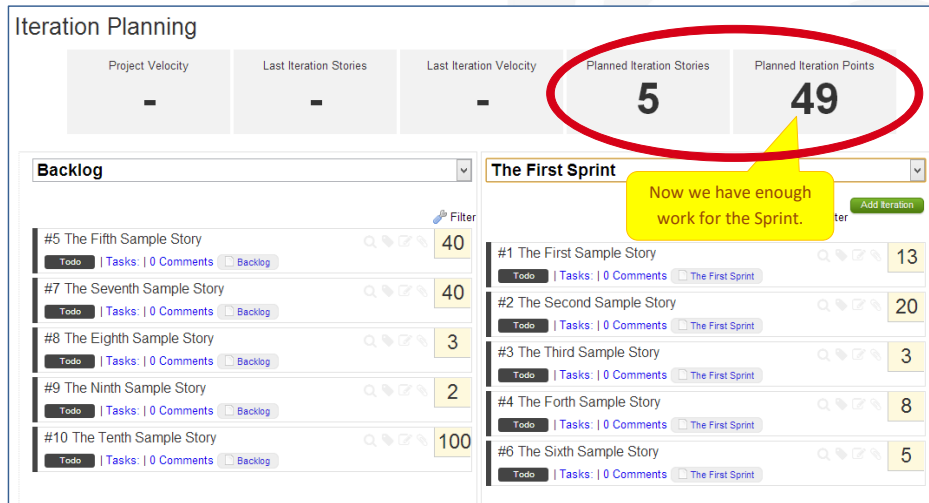 Iteration Planning
Project Velocity
-
Last Iteration Stories
-
Last Iteration Velocity
-
Planned Iteration Stories
5
Planned Iteration Points
49
Now we have enough
work for the Sprint.
Backlog
Filter
#5 The Fifth Sample Story
40
Todo | Tasks: | 0 Comments Backlog
#7 The Seventh Sample Story
40
Todo | Tasks: | 0 Comments Backlog
#8 The Eighth Sample Story
3
Todo | Tasks: | 0 Comments Backlog
#9 The Ninth Sample Story
2
Todo | Tasks: | 0 Comments Backlog
#10 The Tenth Sample Story
100
Todo | Tasks: | 0 Comments Backlog
The First Sprint
Add Iteration
ter
#1 The First Sample Story
13
Todo | Tasks: | 0 Comments The First Sprint
#2 The Second Sample Story
20
Todo | Tasks: | 0 Comments The First Sprint
#3 The Third Sample Story
3
Todo | Tasks: | 0 Comments The First Sprint
#4 The Forth Sample Story
8
Todo | Tasks: | 0 Comments The First Sprint
#6 The Sixth Sample Story
5
Todo | Tasks: | 0 Comments The First Sprint